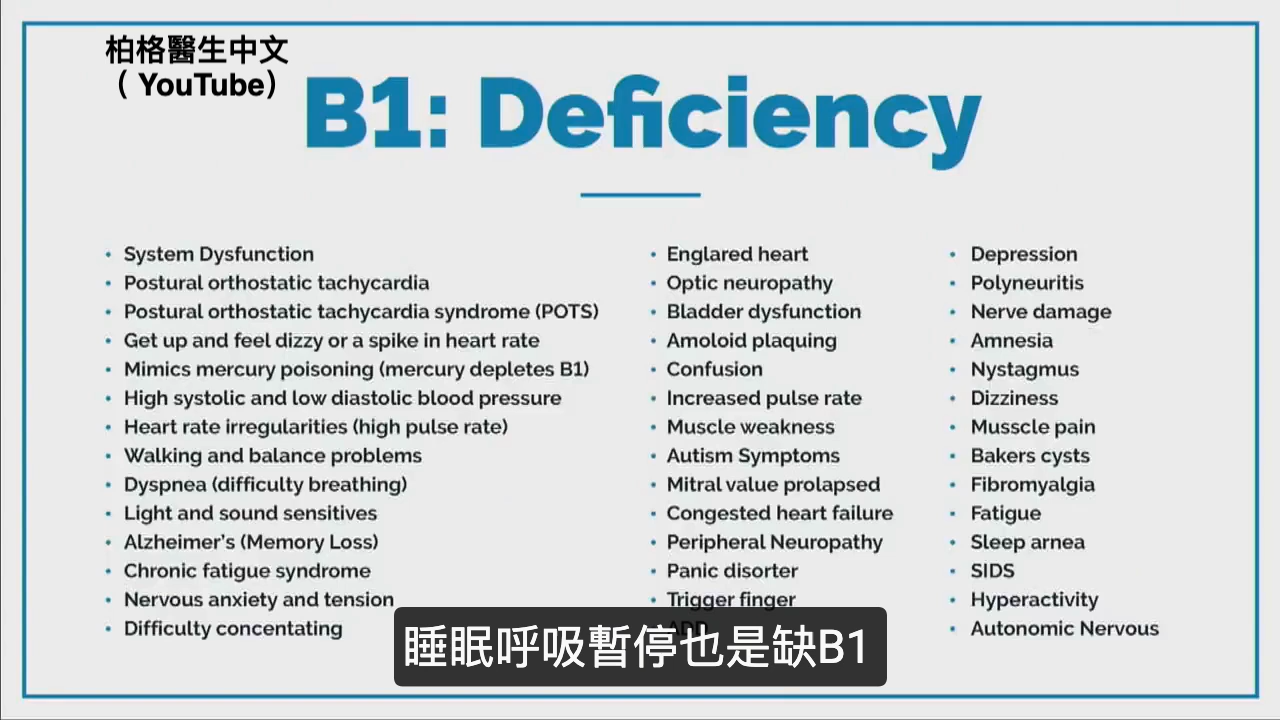 柏格醫生中文
（ YouTube）
B1: Deficiency
System Dysfunction
Postural orthostatic tachycardia
Postural orthostatic tachycardia syndrome (POTS)
Get up and feel dizzy or a spike in heart rate
Mimics mercury poisoning (mercury depletes B1)
High systolic and low diastolic blood pressure
Heart rate irregularities (high pulse rate)
Walking and balance problems
Dyspnea (difficulty breathing)
Light and sound sensitives
Alzheimer's (Memory Loss)
Chronic fatigue syndrome
Nervous anxiety and tension
Difficulty concentating
Englared heart
Optic neuropathy
Bladder dysfunction
Amoloid plaquing
Confusion
Increased pulse rate
Muscle weakness
Autism Symptoms
Mitral value prolapsed
Congested heart failure
Peripheral Neuropathy
Panic disorter
Trigger finger
ADD
Depression
Polyneuritis
Nerve damage
Amnesia
Nystagmus
Dizziness
Musscle pain
Bakers cysts
Fibromyalgia
Fatigue
Sleep arnea
SIDS
Hyperactivity
Autonomic Nervous
睡眠呼吸暫停也是缺B1